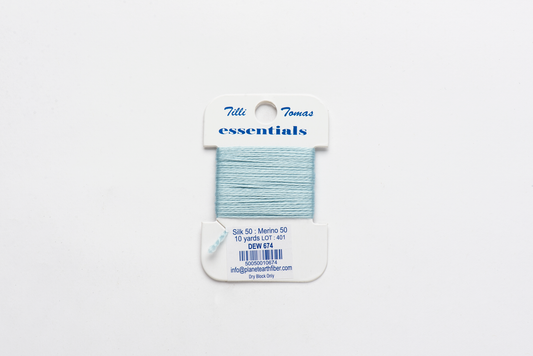 Tilli Tomas
essentials
Silk 50 : Merino 50
10 yards LOT : 401
DEW 674
50050010674
info@planetearthfiber.com
Dry Block Only